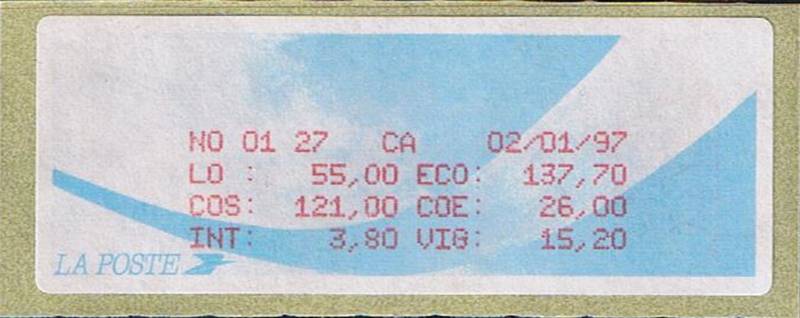 NO 01 27 CA 02/01/97
LO : 55,00 ECO: 137,70
COS: 121,00 COE: 26,00
INT: 3,80 VIG: 15,20
LA POSTE